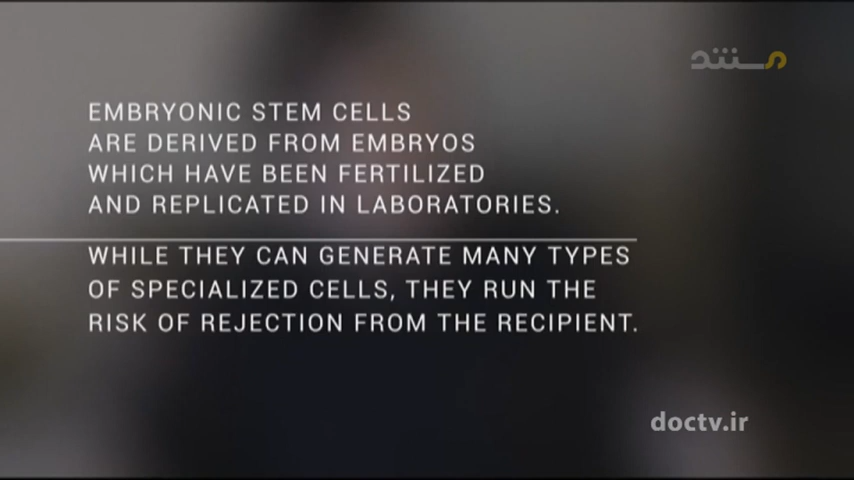 مستند
EMBRYONIC STEM CELLS
ARE DERIVED FROM EMBRYOS
WHICH HAVE BEEN FERTILIZED
AND REPLICATED IN LABORATORIES.
WHILE THEY CAN GENERATE MANY TYPES
OF SPECIALIZED CELLS, THEY RUN THE
RISK OF REJECTION FROM THE RECIPIENT.
doctv.ir